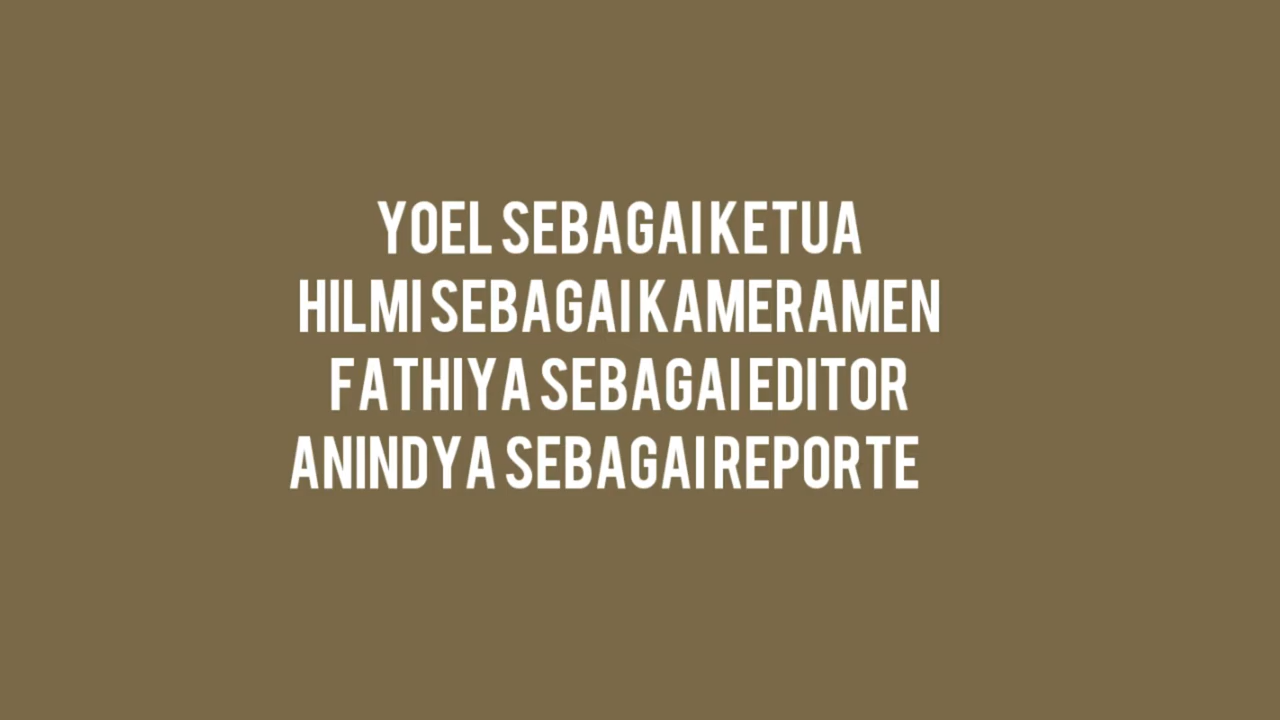 YOEL SEBAGAI KETUA
HILMI SEBAGAI KAMERAMEN
FATHIYA SEBAGAI EDITOR
ANINDYA SEBAGAI REPORTE